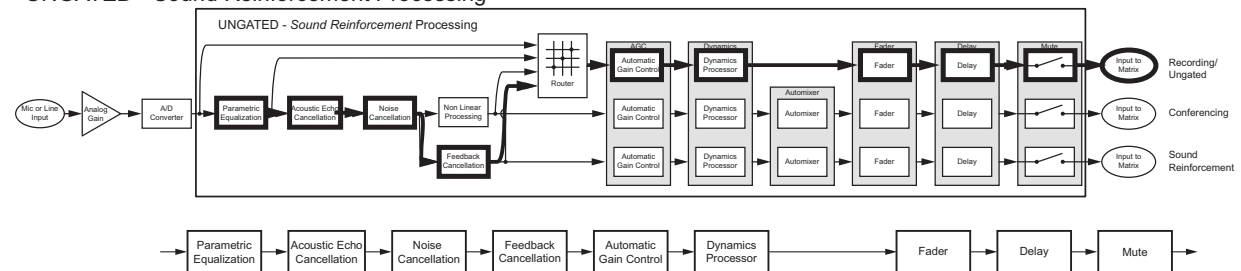 UNGATED - Sound Reinforcement Processing
UNGATED - Sound Reinforcement Processing
Mic or Line
Input
Analog
Gain
A/D
Converter
Parametric
Equalization
Acoustic Echo
Cancellation
Noise
Cancellation
Non Linear
Processing
Feedback
Cancellation
Router
AGC
Automatic
Gain Control
Automatic
Gain Control
Automatic
Gain Control
Dynamics
Dynamics
Processor
Dynamics
Processor
Dynamics
Processor
Automixer
Automixer
Automixer
Fader
Fader
Fader
Fader
Delay
Delay
Delay
Delay
Mute
Input to
Matrix
Recording/
Ungated
Input to
Matrix
Conferencing
Input to
Matrix
Sound
Reinforcement
Parametric
Equalization
Acoustic Echo
Cancellation
Noise
Cancellation
Feedback
Cancellation
Automatic
Gain Control
Dynamics
Processor
Fader
Delay
Mute